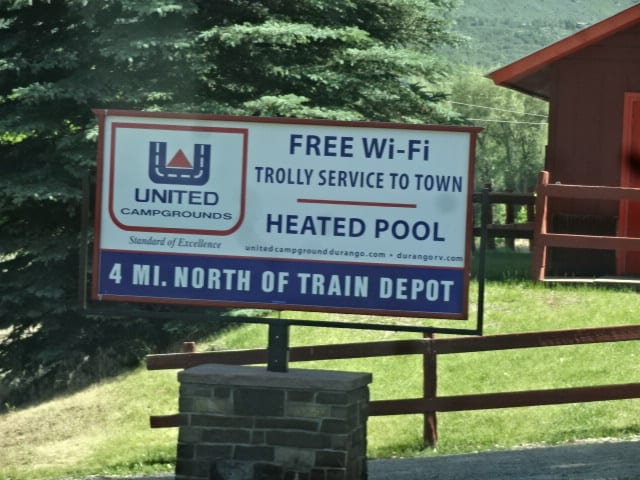 UNITED
CAMPGROUNDS
Standard of Excellence
FREE Wi-Fi
TROLLY SERVICE TO TOWN
HEATED POOL
unitedcampgrounddurango.com • durangorv.com
4 MI. NORTH OF TRAIN DEPOT